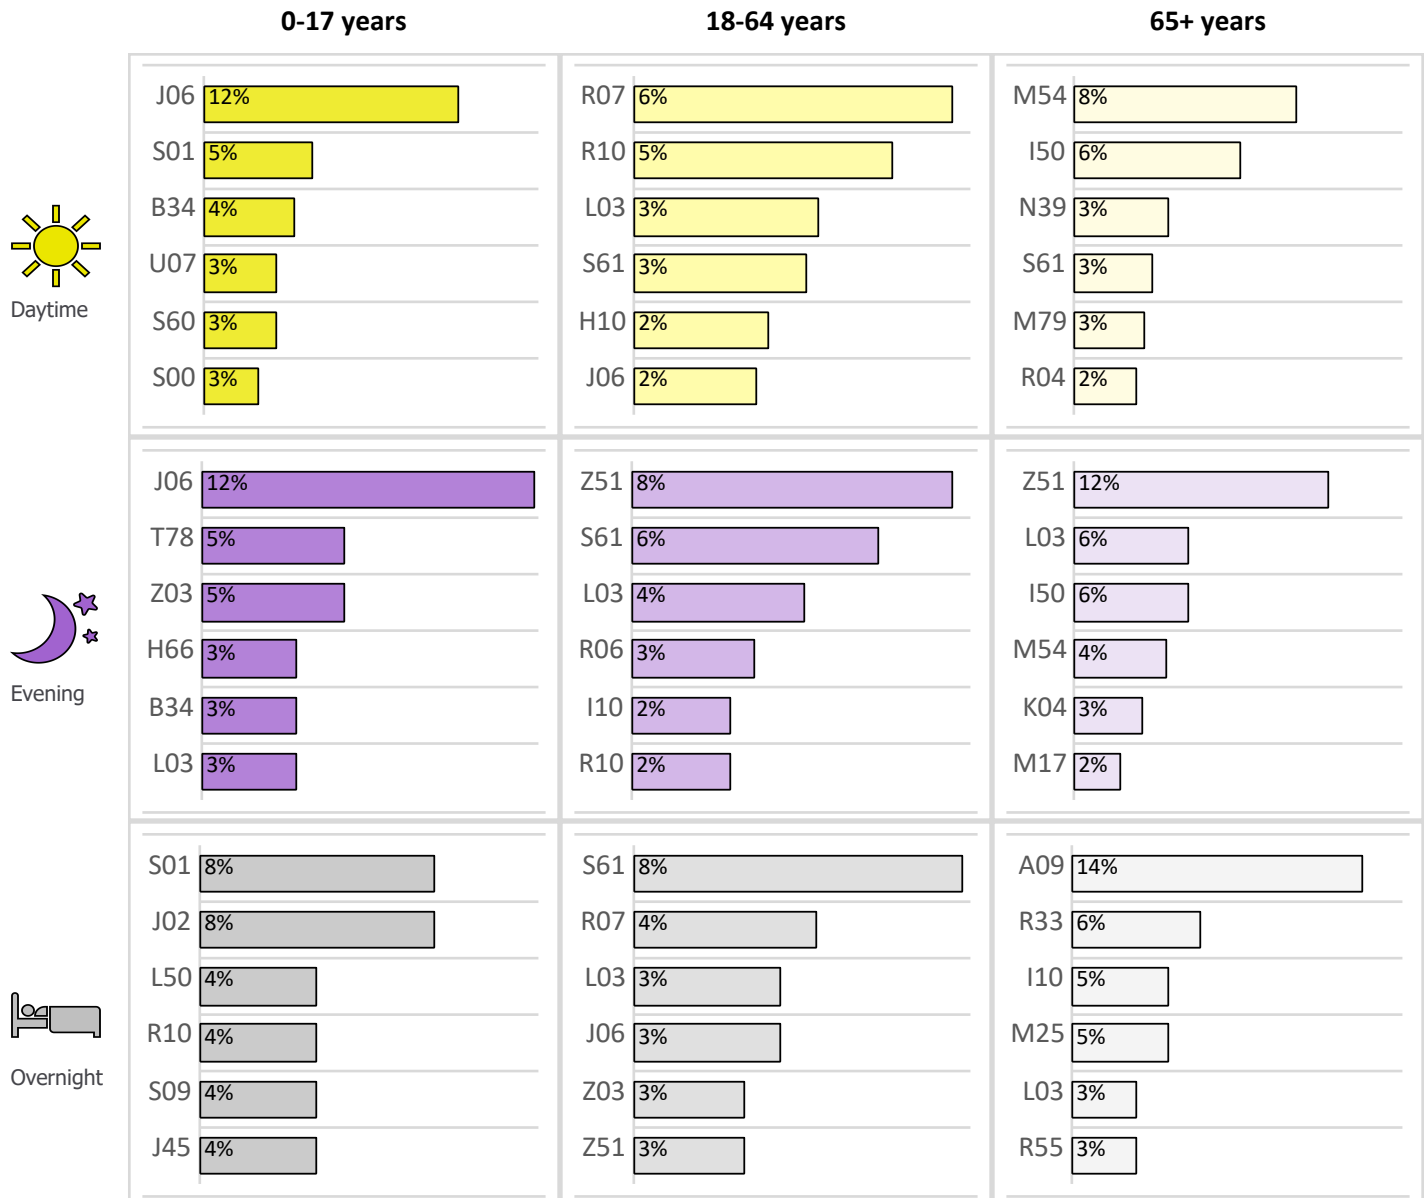 0-17 years
18-64 years
65+ years
Daytime
J06 12%
S01 5%
B34 4%
U07 3%
S60 3%
S00 3%
R07 6%
R10 5%
L03 3%
S61 3%
H10 2%
J06 2%
M54 8%
I50 6%
N39 3%
S61 3%
M79 3%
R04 2%
Evening
J06 12%
T78 5%
Z03 5%
H66 3%
B34 3%
L03 3%
Z51 8%
S61 6%
L03 4%
R06 3%
I10 2%
R10 2%
Z51 12%
L03 6%
I50 6%
M54 4%
K04 3%
M17 2%
Overnight
S01 8%
J02 8%
L50 4%
R10 4%
S09 4%
J45 4%
S61 8%
R07 4%
L03 3%
J06 3%
Z03 3%
Z51 3%
A09 14%
R33 6%
I10 5%
M25 5%
L03 3%
R55 3%